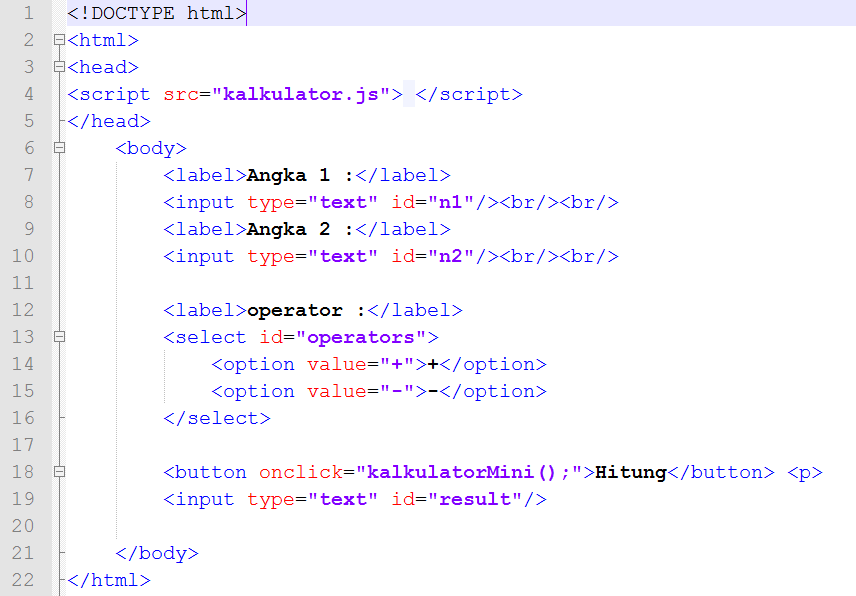 1 <!DOCTYPE html>
2 <html>
3 <head>
4 <script src="kalkulator.js"> </script>
5 </head>
6 <body>
7 <label>Angka 1 :</label>
8 <input type="text" id="n1"/><br/><br/>
9 <label>Angka 2 :</label>
10 <input type="text" id="n2"/><br/><br/>
11
12 <label>operator :</label>
13 <select id="operators">
14 <option value="+">+</option>
15 <option value="-">-</option>
16 </select>
17
18 <button onclick="kalkulatorMini();">Hitung</button> <p>
19 <input type="text" id="result"/>
20
21 </body>
22 </html>